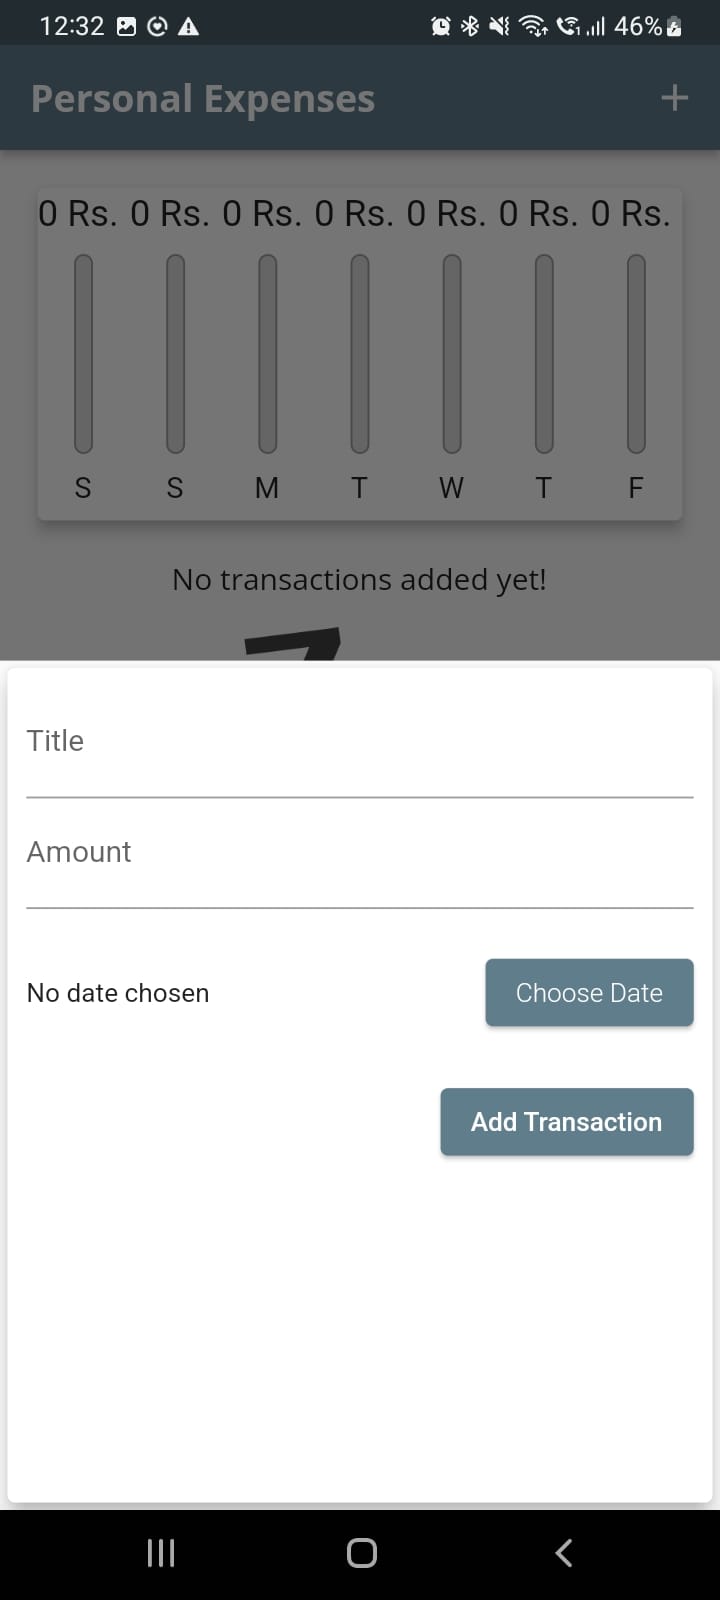 12:32 46%
Personal Expenses +
0 Rs. 0 Rs. 0 Rs. 0 Rs. 0 Rs. 0 Rs. 0 Rs.
S S M T W T F
No transactions added yet!
Title
Amount
No date chosen Choose Date
Add Transaction